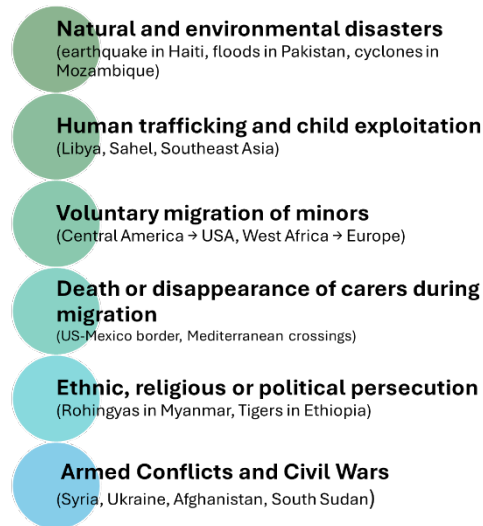 Natural and environmental disasters
(earthquake in Haiti, floods in Pakistan, cyclones in
Mozambique)
Human trafficking and child exploitation
(Libya, Sahel, Southeast Asia)
Voluntary migration of minors
(Central America → USA, West Africa → Europe)
Death or disappearance of carers during
migration
(US-Mexico border, Mediterranean crossings)
Ethnic, religious or political persecution
(Rohingyas in Myanmar, Tigers in Ethiopia)
Armed Conflicts and Civil Wars
(Syria, Ukraine, Afghanistan, South Sudan)